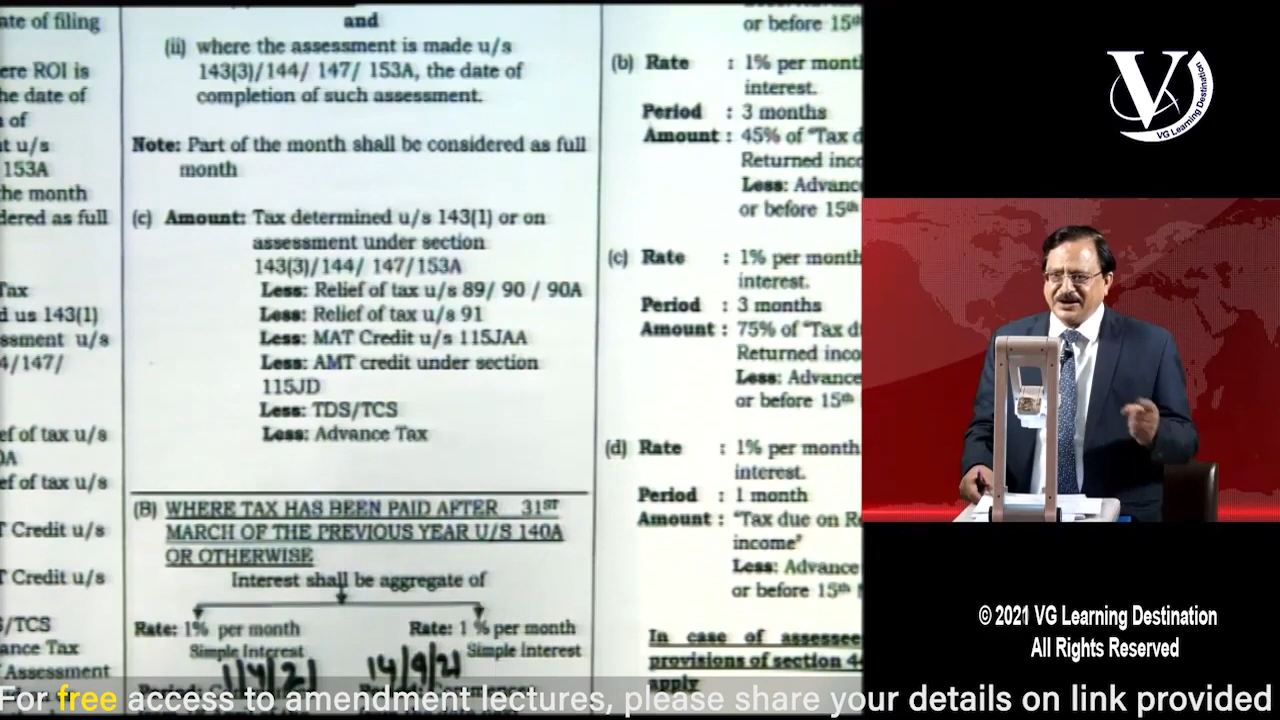 ate of filing
ere ROI is
he date of
of
t u/s
153A
the month
dered as full
Tax
d us 143(1)
ssment u/s
4/147/
ef of tax u/s
0A
ef of tax u/s
T Credit u/s
T Credit u/s
S/TCS
ance Tax
Assessment
and
(ii) where the assessment is made u/s
143(3)/144/ 147/ 153A, the date of
completion of such assessment.
Note: Part of the month shall be considered as full
month
(c) Amount: Tax determined u/s 143(1) or on
assessment under section
143(3)/144/ 147/153A
Less: Relief of tax u/s 89/ 90 / 90A
Less: Relief of tax u/s 91
Less: MAT Credit u/s 115JAA
Less: AMT credit under section
115JD
Less: TDS/TCS
Less: Advance Tax
(B) WHERE TAX HAS BEEN PAID AFTER 31ST
MARCH OF THE PREVIOUS YEAR U/S 140A
OR OTHERWISE
Interest shall be aggregate of
Rate: 1% per month
Simple Interest
1/4/21
Rate: 1 % per month
Simple Interest
14/9/21
or before 15th
(b) Rate : 1% per month
interest.
Period : 3 months
Amount : 45% of "Tax d
Returned inco
Less: Advance
or before 15th
(c) Rate : 1% per month
interest.
Period : 3 months
Amount : 75% of "Tax d
Returned inco
Less: Advance
or before 15th
(d) Rate : 1% per month
interest.
Period : 1 month
Amount : "Tax due on Re
income"
Less: Advance
or before 15th
In case of assessee
provisions of section 4
apply
V
VG Learning Destination
© 2021 VG Learning Destination
All Rights Reserved
For free access to amendment lectures, please share your details on link provided